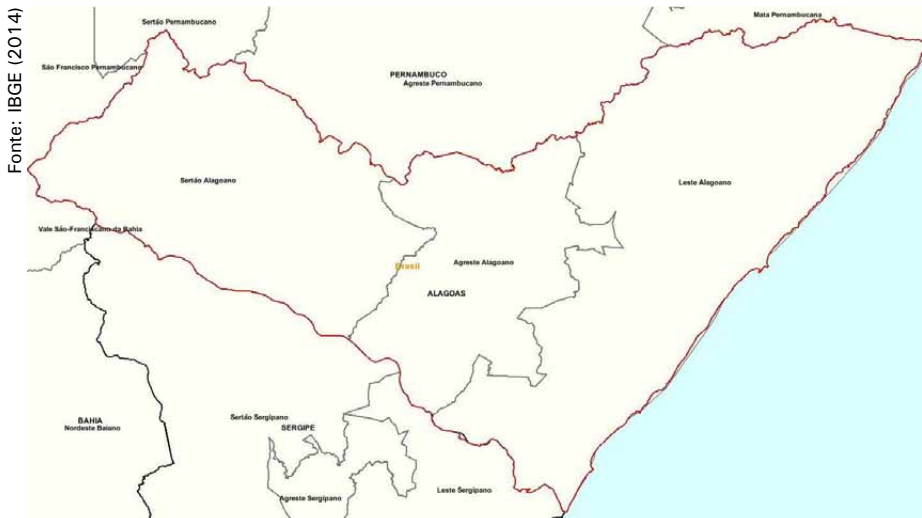 Fonte: IBGE (2014)
Sertão Pernambucano
Mata Pernambucana
São Francisco Pernambucano
PERNAMBUCO
Agreste Pernambucano
Sertão Alagoano
Leste Alagoano
Vale São-Franciscano da Bahia
Agreste Alagoano
Brasil
ALAGOAS
BAHIA
Nordeste Baiano
Sertão Sergipano
SERGIPE
Agreste Sergipano
Leste Sergipano